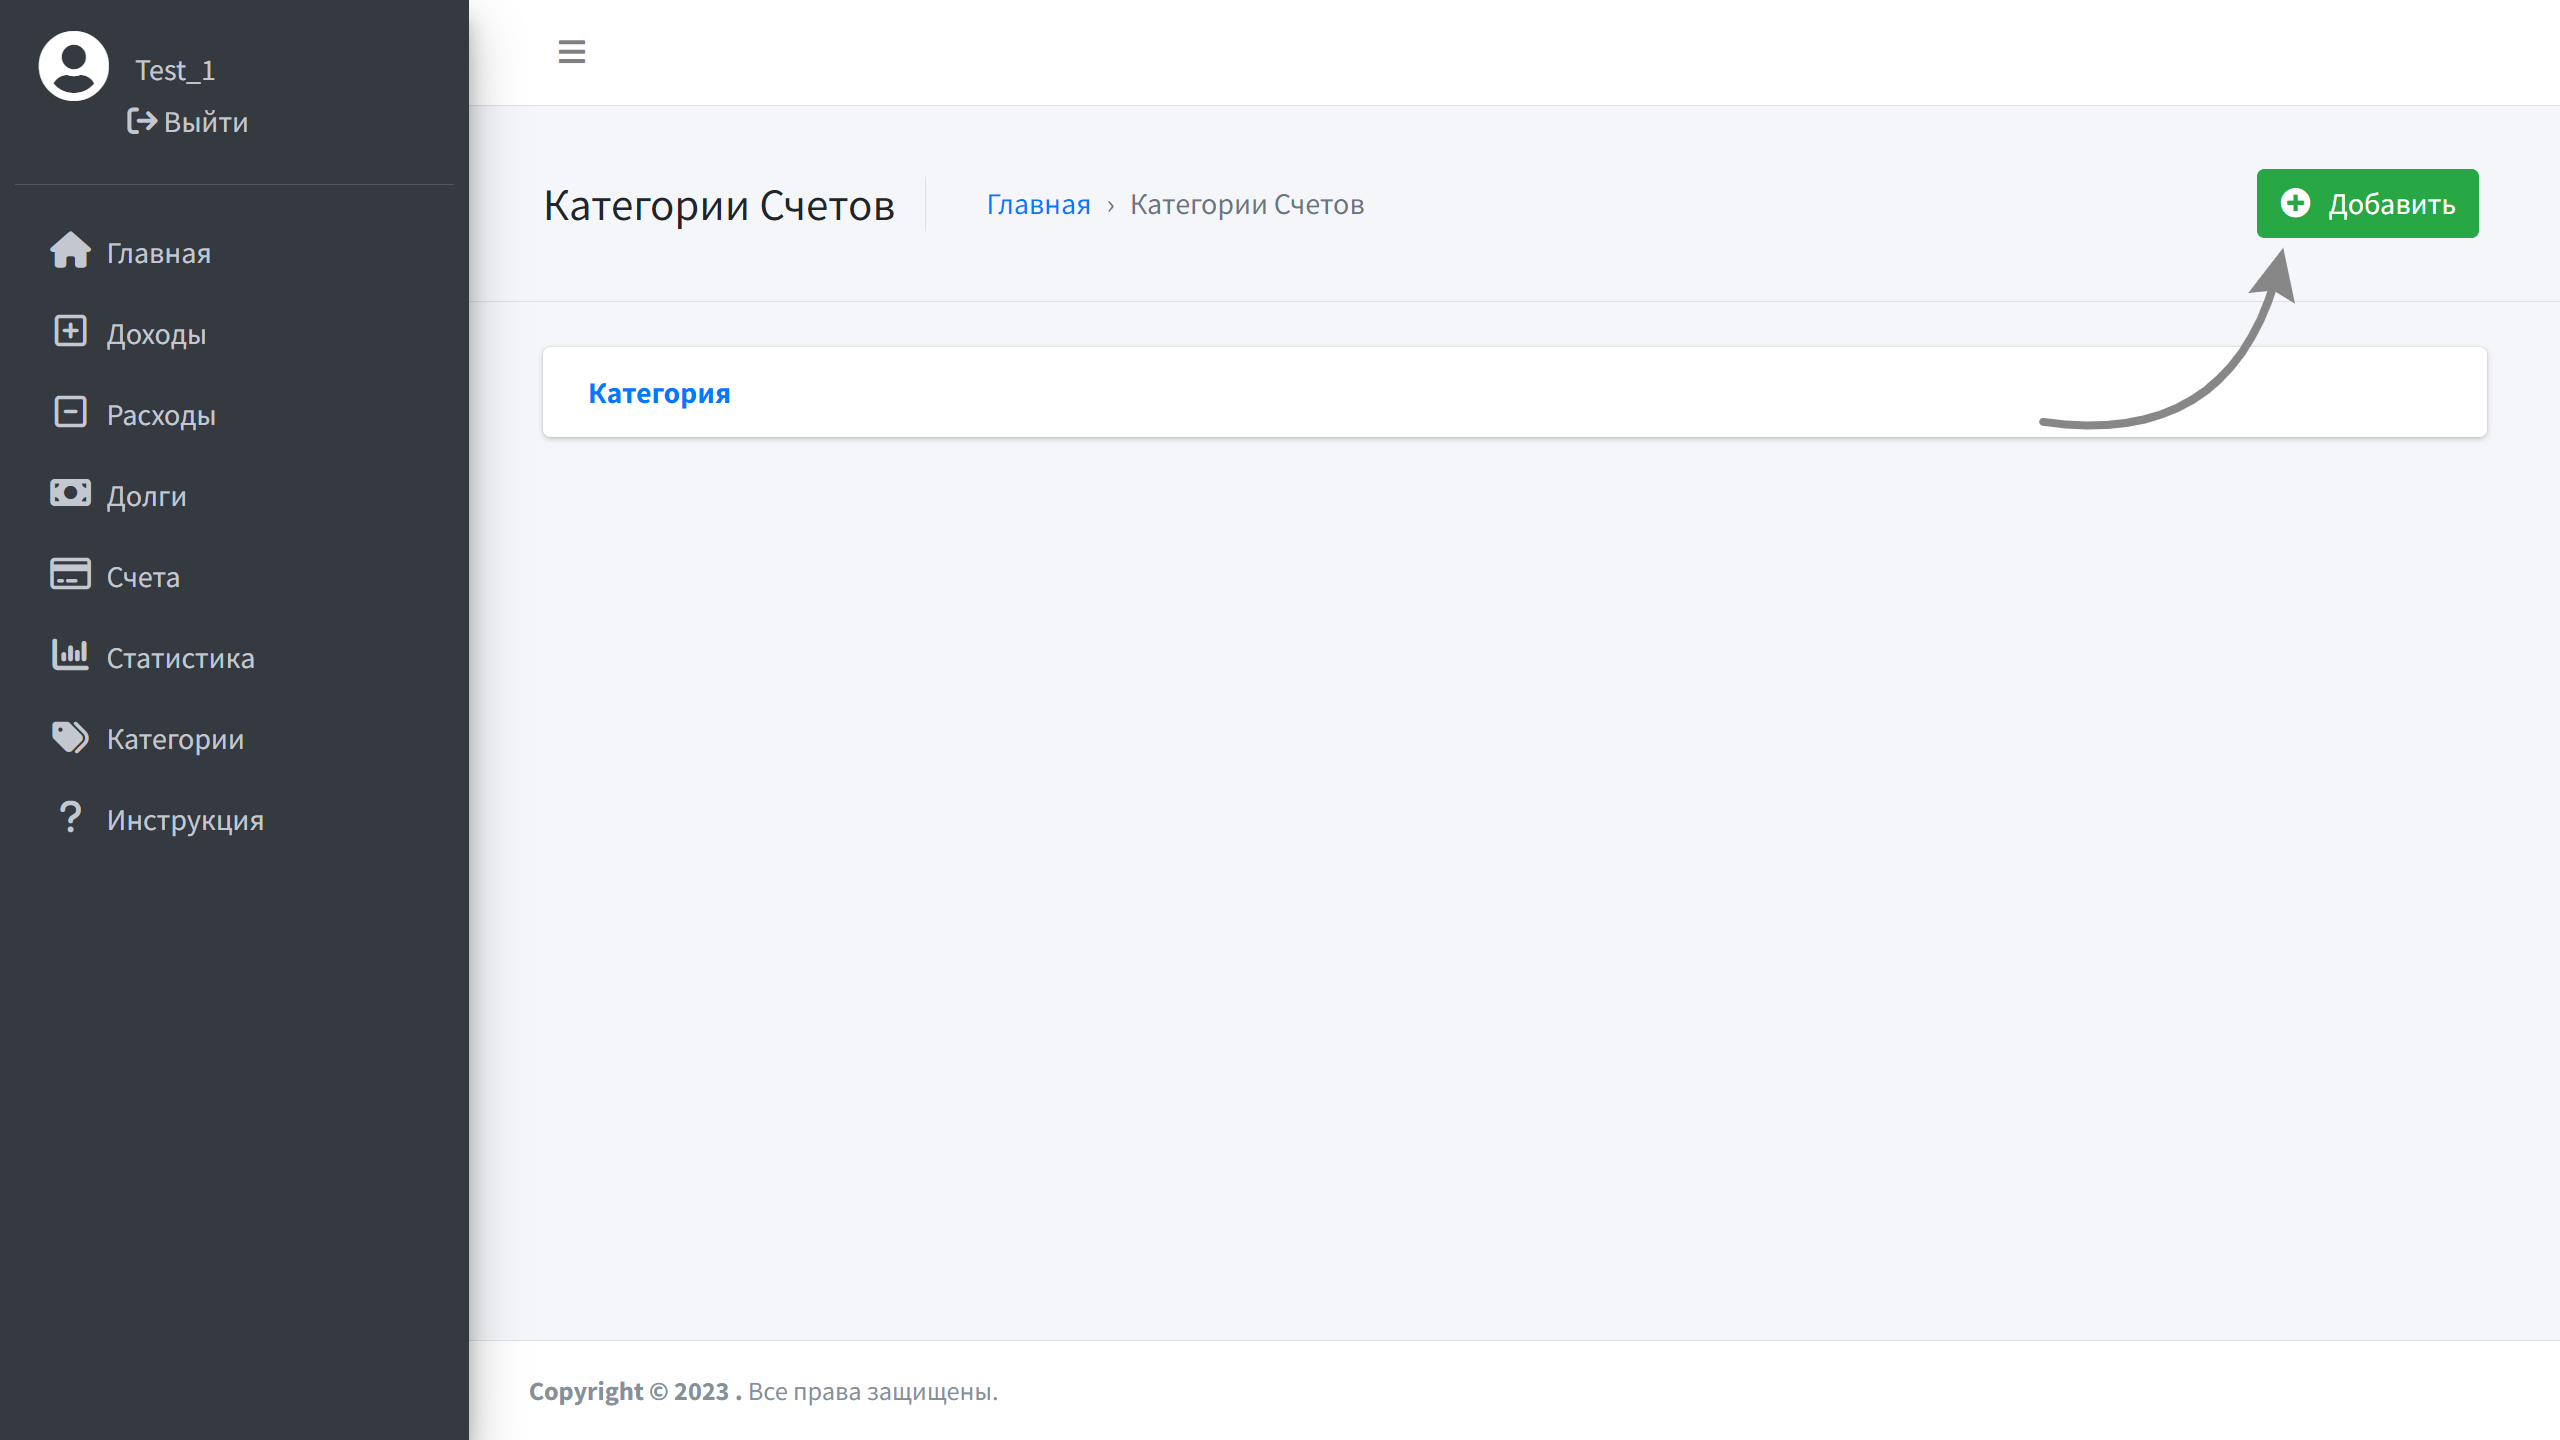 Test_1
Выйти
Главная
Доходы
Расходы
Долги
Счета
Статистика
Категории
Инструкция
Категории Счетов
Главная › Категории Счетов
Добавить
Категория
Copyright © 2023 . Все права защищены.